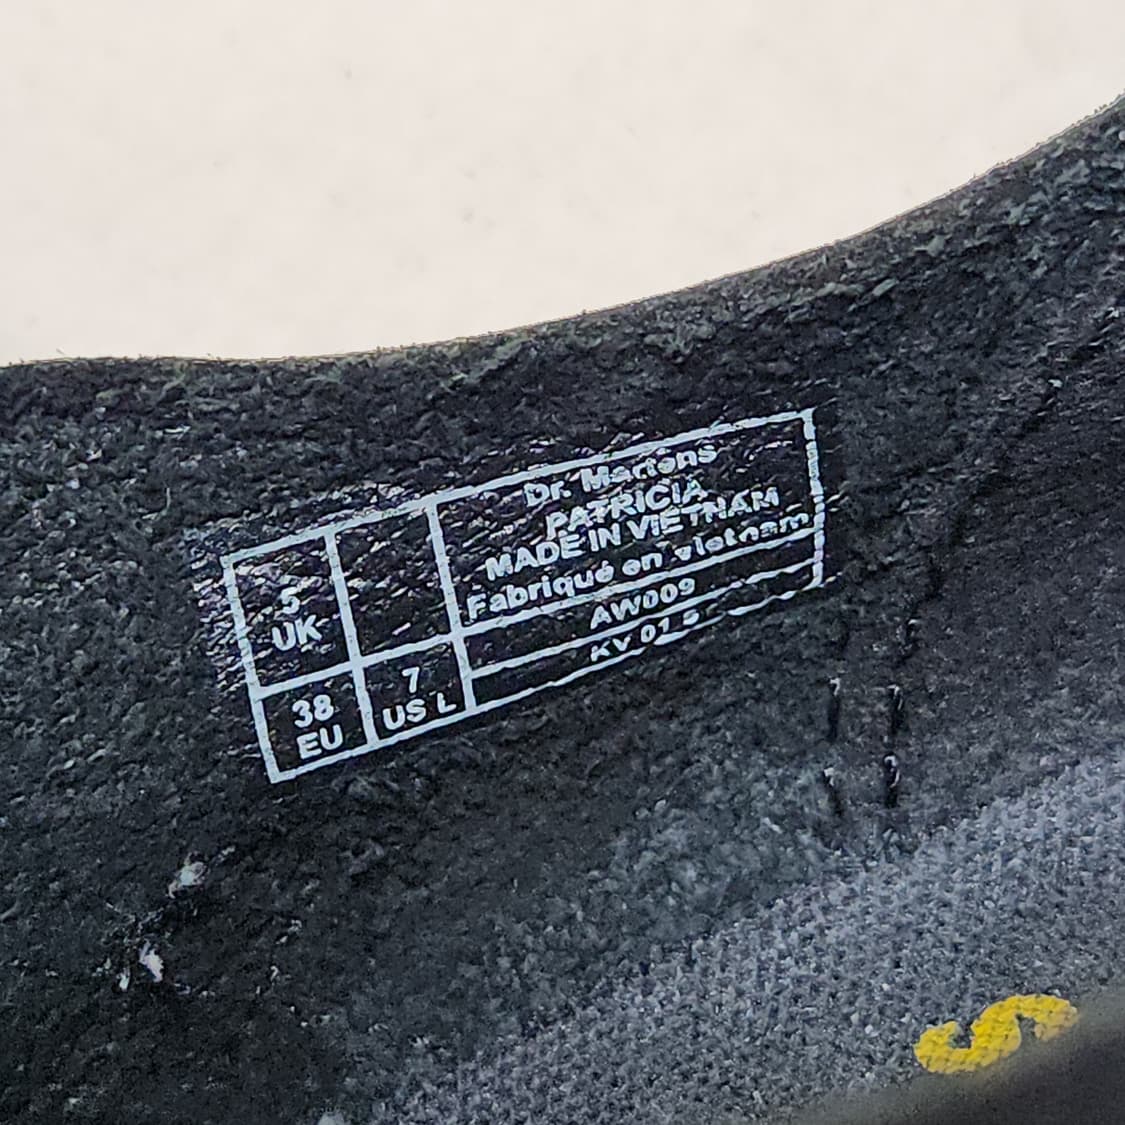 5
UK
38
EU
7
US L
Dr. Martens
PATRICIA
MADE IN VIETNAM
Fabriqué en vietnam
AW009
KV 01 5
S